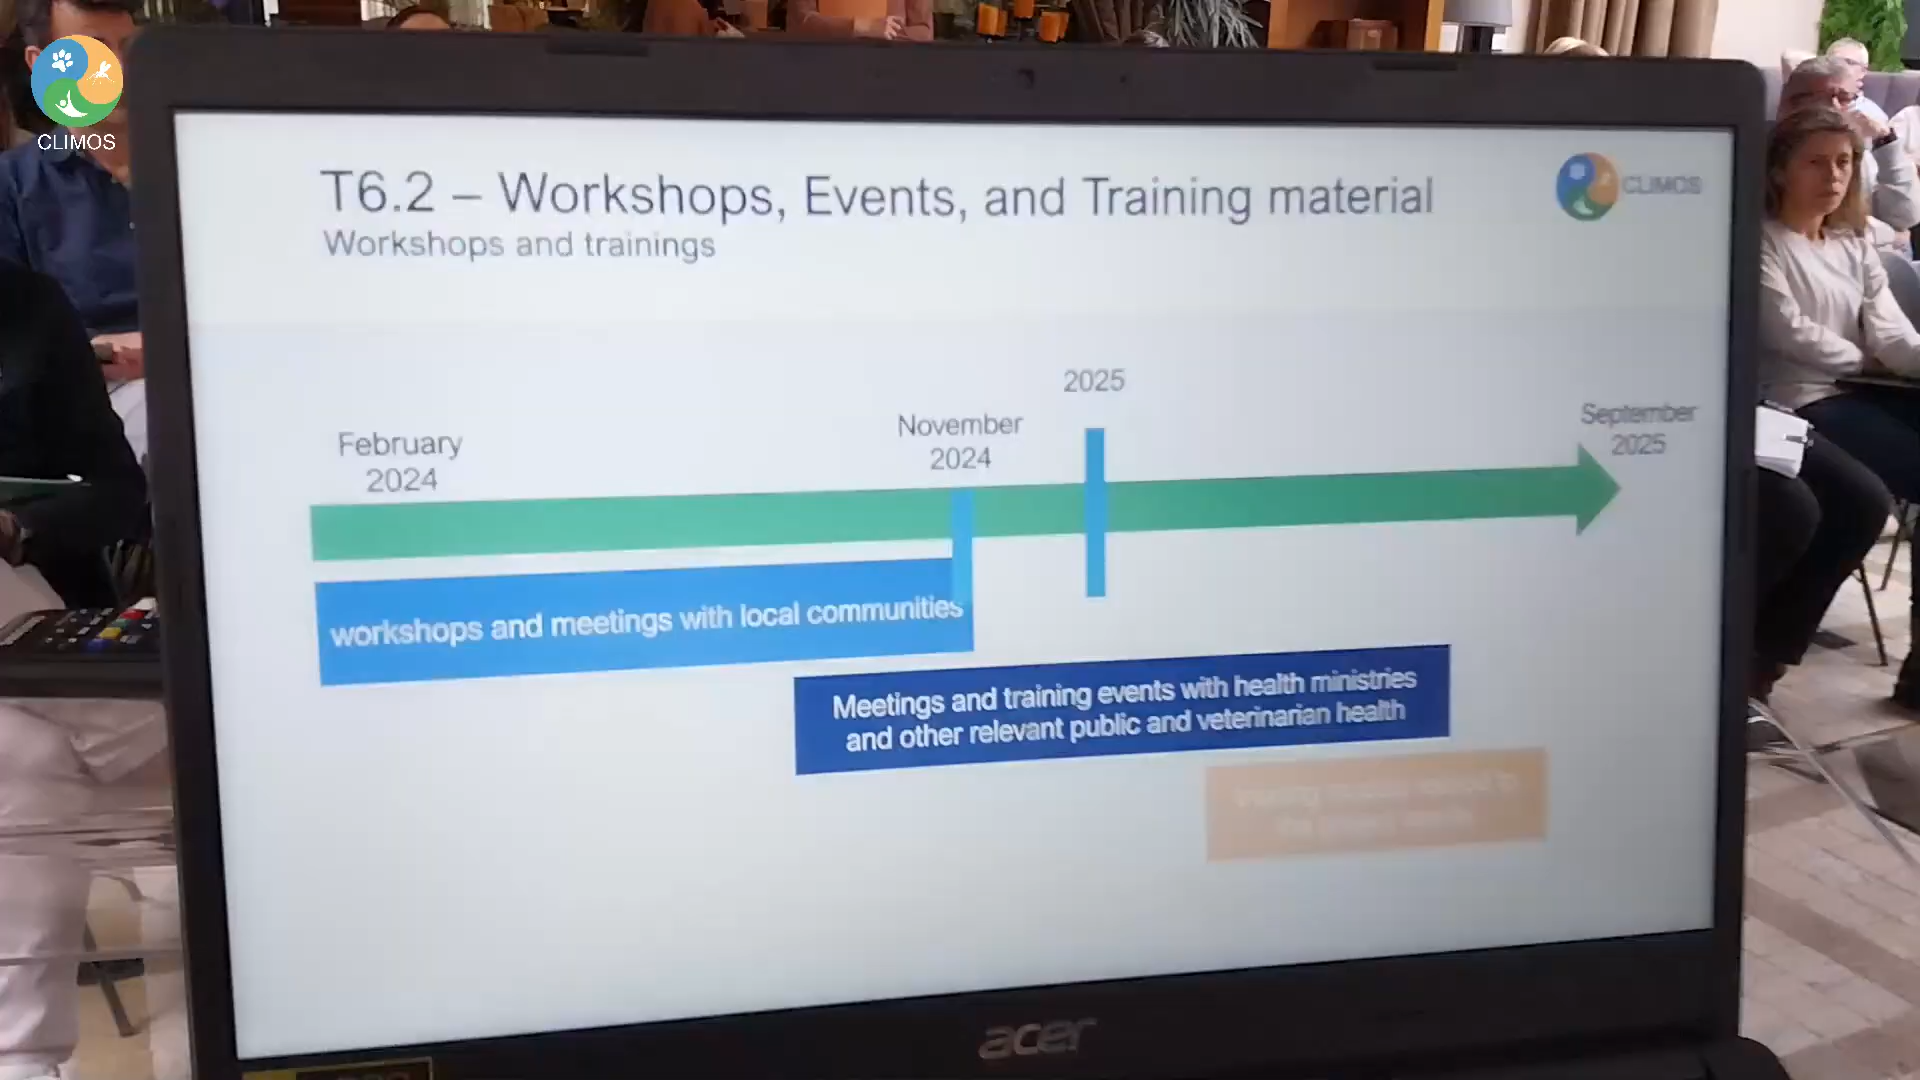 CLIMOS
T6.2 – Workshops, Events, and Training material
Workshops and trainings
CLIMOS
2025
November
2024
February
2024
September
2025
workshops and meetings with local communities
Meetings and training events with health ministries
and other relevant public and veterinarian health
acer